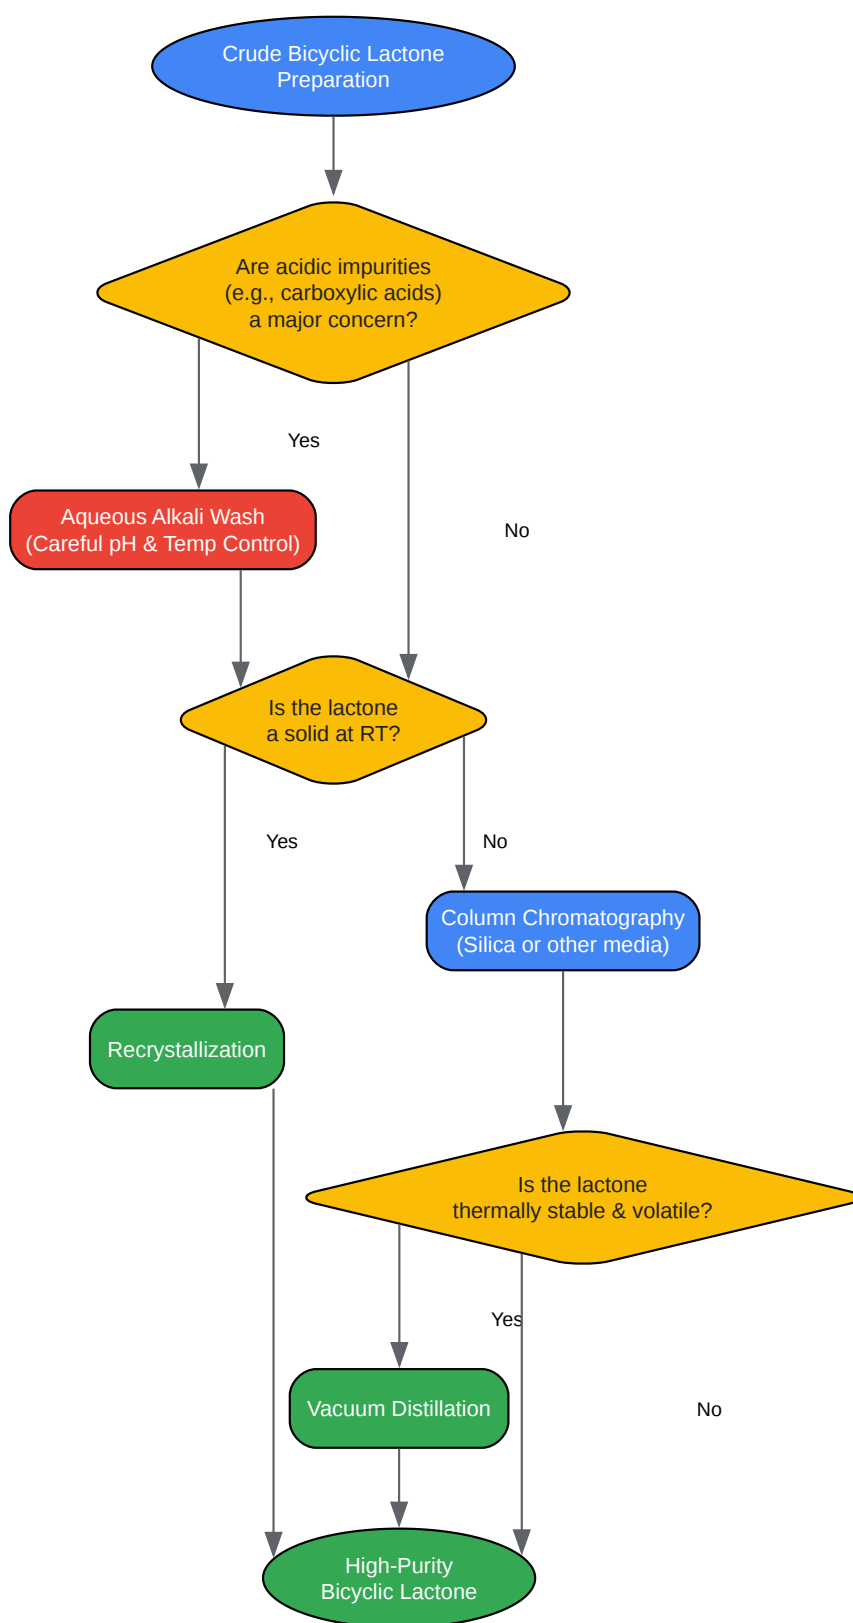 Crude Bicyclic Lactone
Preparation
Are acidic impurities
(e.g., carboxylic acids)
a major concern?
Yes
Aqueous Alkali Wash
(Careful pH & Temp Control)
No
Is the lactone
a solid at RT?
Yes
No
Column Chromatography
(Silica or other media)
Recrystallization
Is the lactone
thermally stable & volatile?
Yes
Vacuum Distillation
No
High-Purity
Bicyclic Lactone